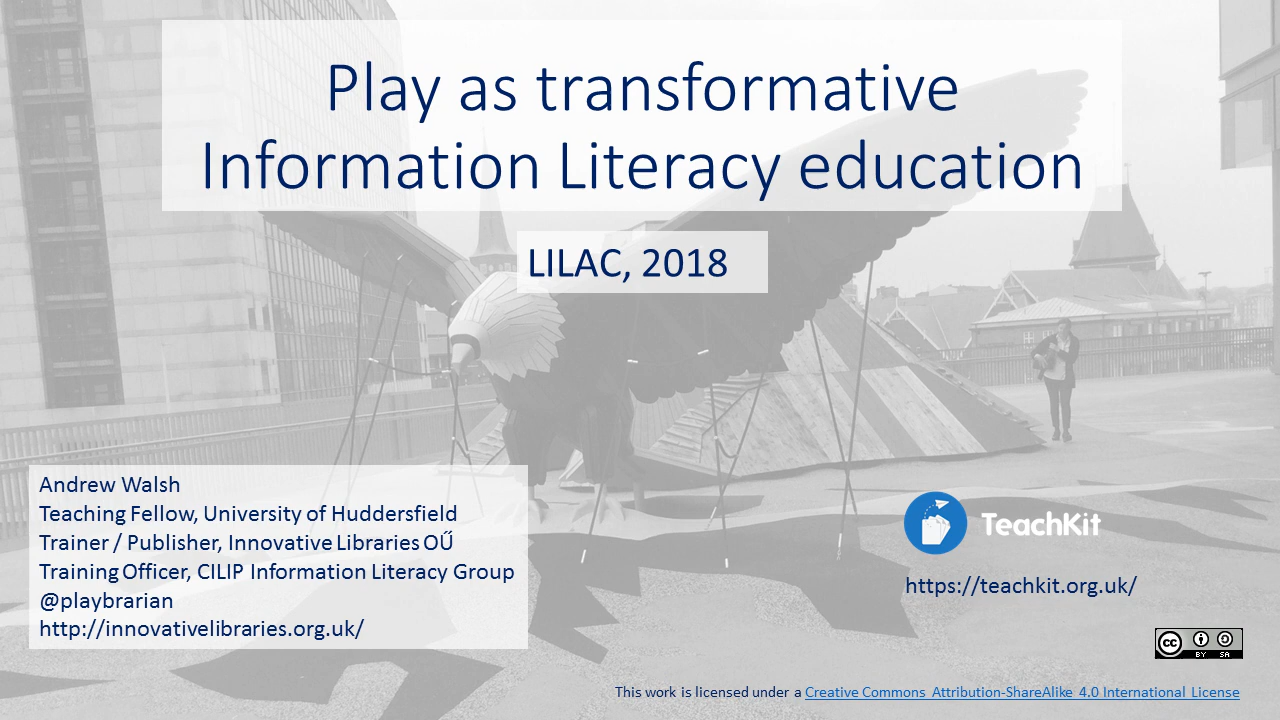 Play as transformative
Information Literacy education
LILAC, 2018
Andrew Walsh
Teaching Fellow, University of Huddersfield
Trainer / Publisher, Innovative Libraries OŰ
Training Officer, CILIP Information Literacy Group
@playbrarian
http://innovativelibraries.org.uk/
TeachKit
https://teachkit.org.uk/
cc BY SA
This work is licensed under a Creative Commons Attribution-ShareAlike 4.0 International License